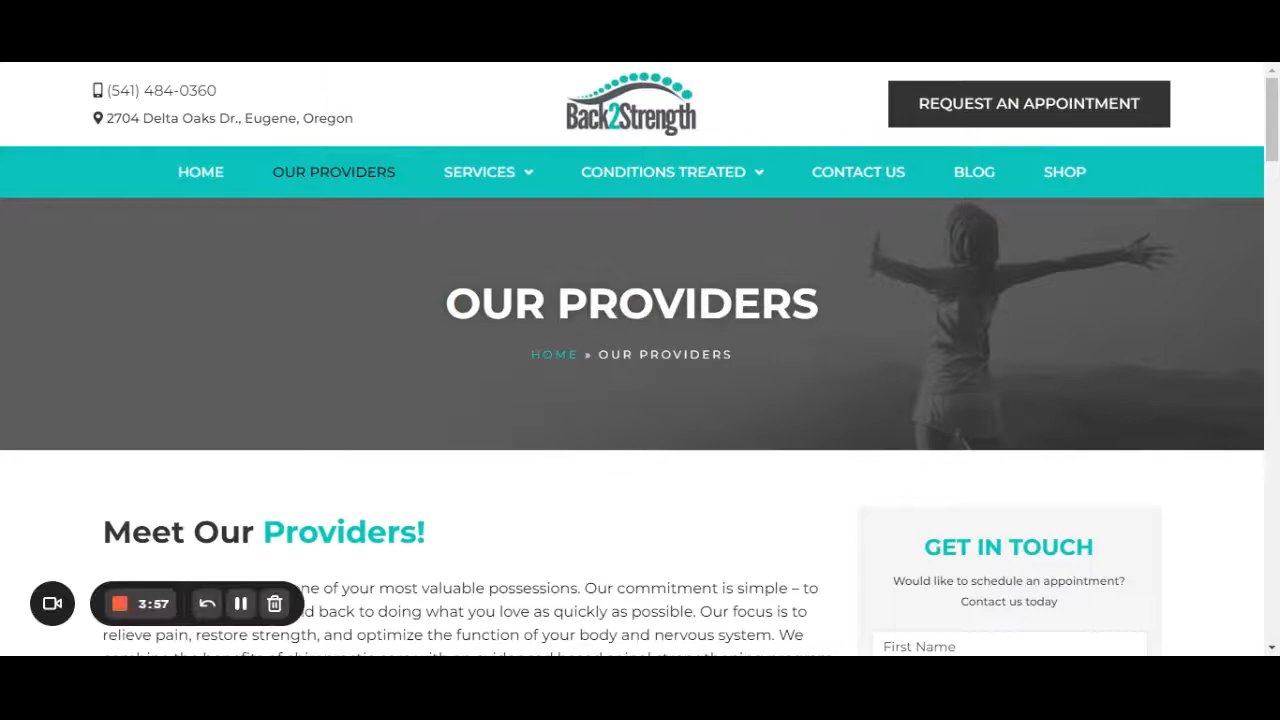 (541) 484-0360
2704 Delta Oaks Dr., Eugene, Oregon
Back2Strength
REQUEST AN APPOINTMENT
HOME
OUR PROVIDERS
SERVICES
CONDITIONS TREATED
CONTACT US
BLOG
SHOP
OUR PROVIDERS
HOME » OUR PROVIDERS
Meet Our Providers!
of your most valuable possessions. Our commitment is simple – to
back to doing what you love as quickly as possible. Our focus is to
relieve pain, restore strength, and optimize the function of your body and nervous system. We
3:57
GET IN TOUCH
Would like to schedule an appointment?
Contact us today
First Name